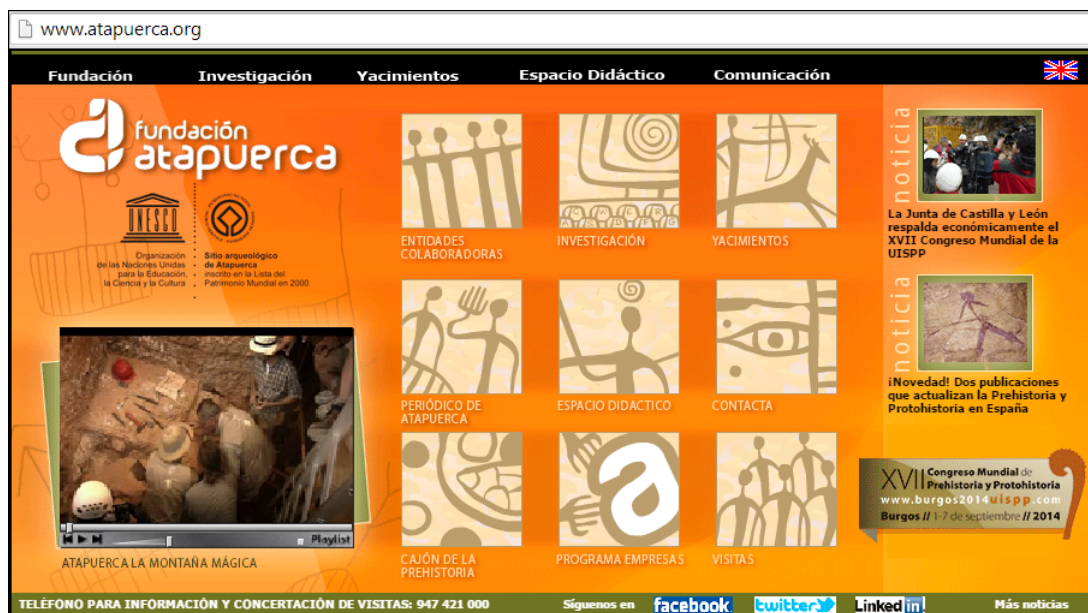 www.atapuerca.org
Fundación
Investigación
Yacimientos
Espacio Didáctico
Comunicación
fundación
atapuerca
UNESCO
Organización
de las Naciones Unidas
para la Educación,
la Ciencia y la Cultura
Sitio arqueológico
de Atapuerca
inscrito en la Lista del
Patrimonio Mundial en 2000
ENTIDADES
COLABORADORAS
INVESTIGACIÓN
YACIMIENTOS
PERIÓDICO DE
ATAPUERCA
ESPACIO DIDÁCTICO
CONTACTA
CAJÓN DE LA
PREHISTORIA
PROGRAMA EMPRESAS
VISITAS
Playlist
ATAPUERCA LA MONTAÑA MÁGICA
noticia
La Junta de Castilla y León
respalda económicamente el
XVII Congreso Mundial de la
UISPP
noticia
¡Novedad! Dos publicaciones
que actualizan la Prehistoria y
Protohistoria en España
XVII Congreso Mundial de
Prehistoria y Protohistoria
www.burgos2014uispp.com
Burgos // 1-7 de septiembre // 2014
TELÉFONO PARA INFORMACIÓN Y CONCERTACIÓN DE VISITAS: 947 421 000
Síguenos en
facebook
twitter
Linked in
Más noticias